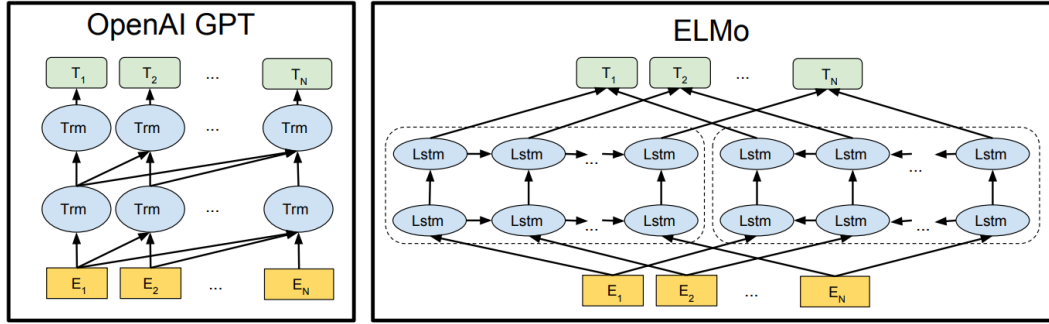 OpenAI GPT
T1 T2 ... TN
Trm Trm ... Trm
Trm Trm ... Trm
E1 E2 ... EN
ELMo
T1 T2 ... TN
Lstm Lstm ... Lstm Lstm Lstm ... Lstm
Lstm Lstm ... Lstm Lstm Lstm ... Lstm
E1 E2 ... EN